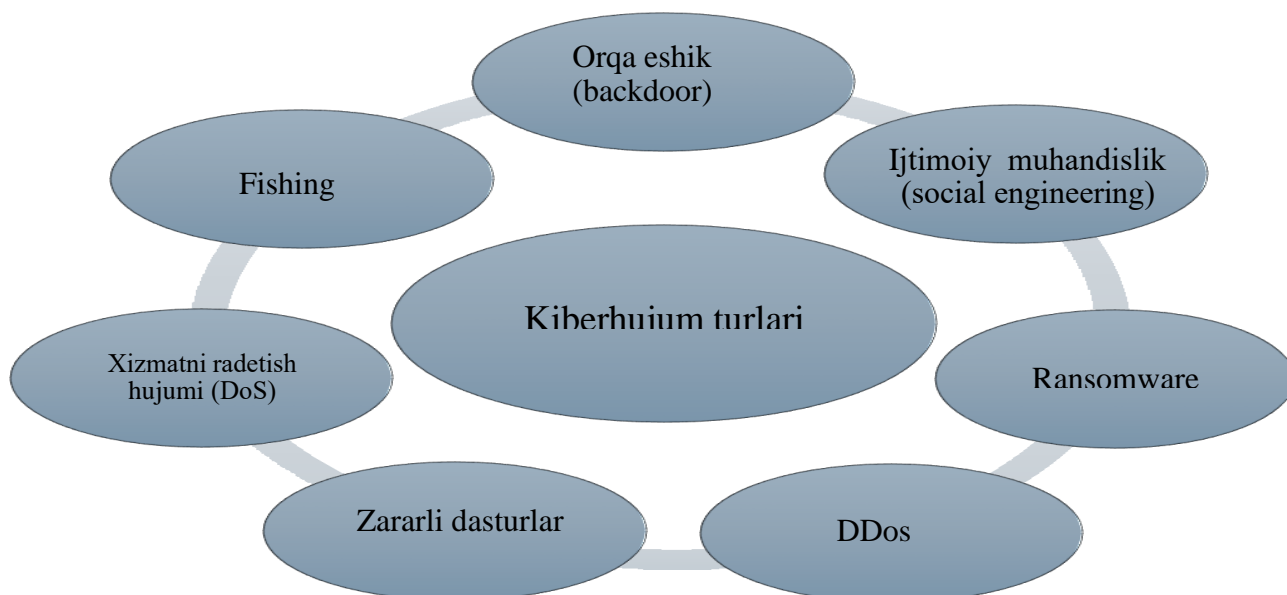 Orqa eshik
(backdoor)
Ijtimoiy muhandislik
(social engineering)
Fishing
Kiberhujum turlari
Xizmatni radetish
hujumi (DoS)
Ransomware
Zararli dasturlar
DDos